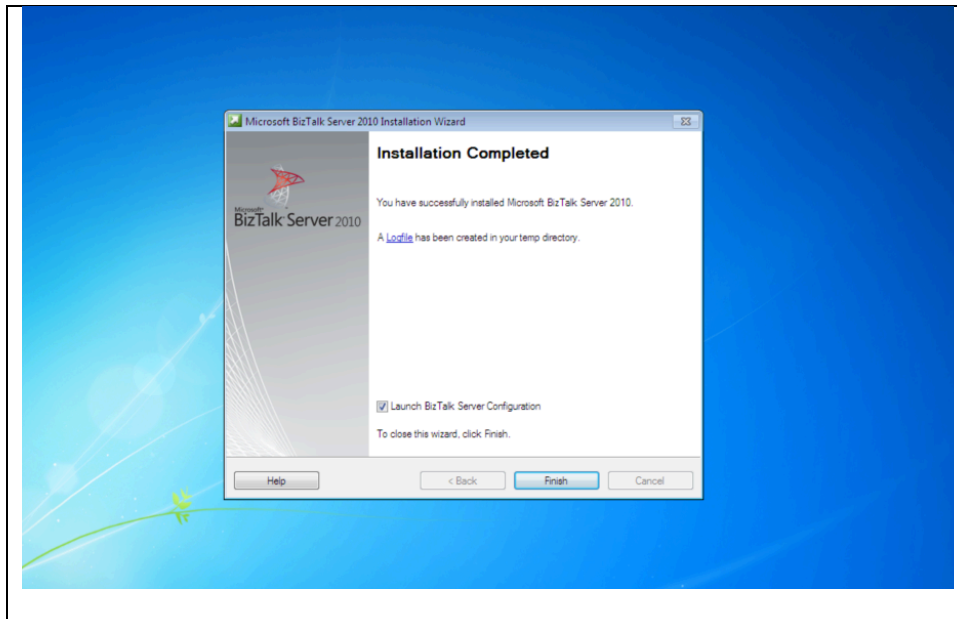 Microsoft BizTalk Server 2010 Installation Wizard
Microsoft
BizTalk Server 2010
Installation Completed
You have successfully installed Microsoft BizTalk Server 2010.
A Logfile has been created in your temp directory.
Launch BizTalk Server Configuration
To close this wizard, click Finish.
Help
< Back
Finish
Cancel